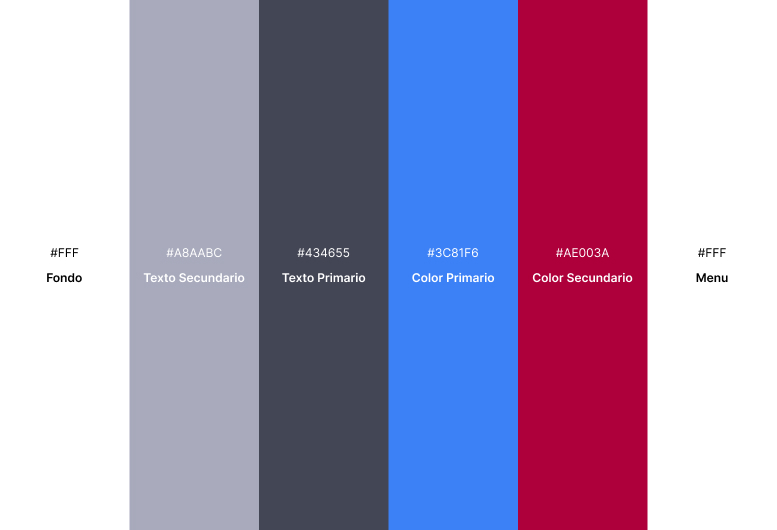 #FFF
Fondo
#A8AABC
Texto Secundario
#434655
Texto Primario
#3C81F6
Color Primario
#AE003A
Color Secundario
#FFF
Menu